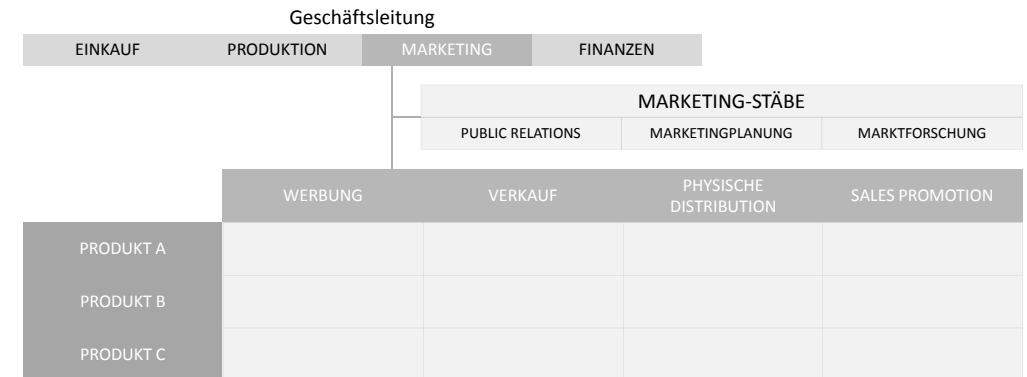 Geschäftsleitung
EINKAUF PRODUKTION MARKETING FINANZEN
MARKETING-STÄBE
PUBLIC RELATIONS MARKETINGPLANUNG MARKTFORSCHUNG
WERBUNG VERKAUF PHYSISCHE DISTRIBUTION SALES PROMOTION
PRODUKT A
PRODUKT B
PRODUKT C